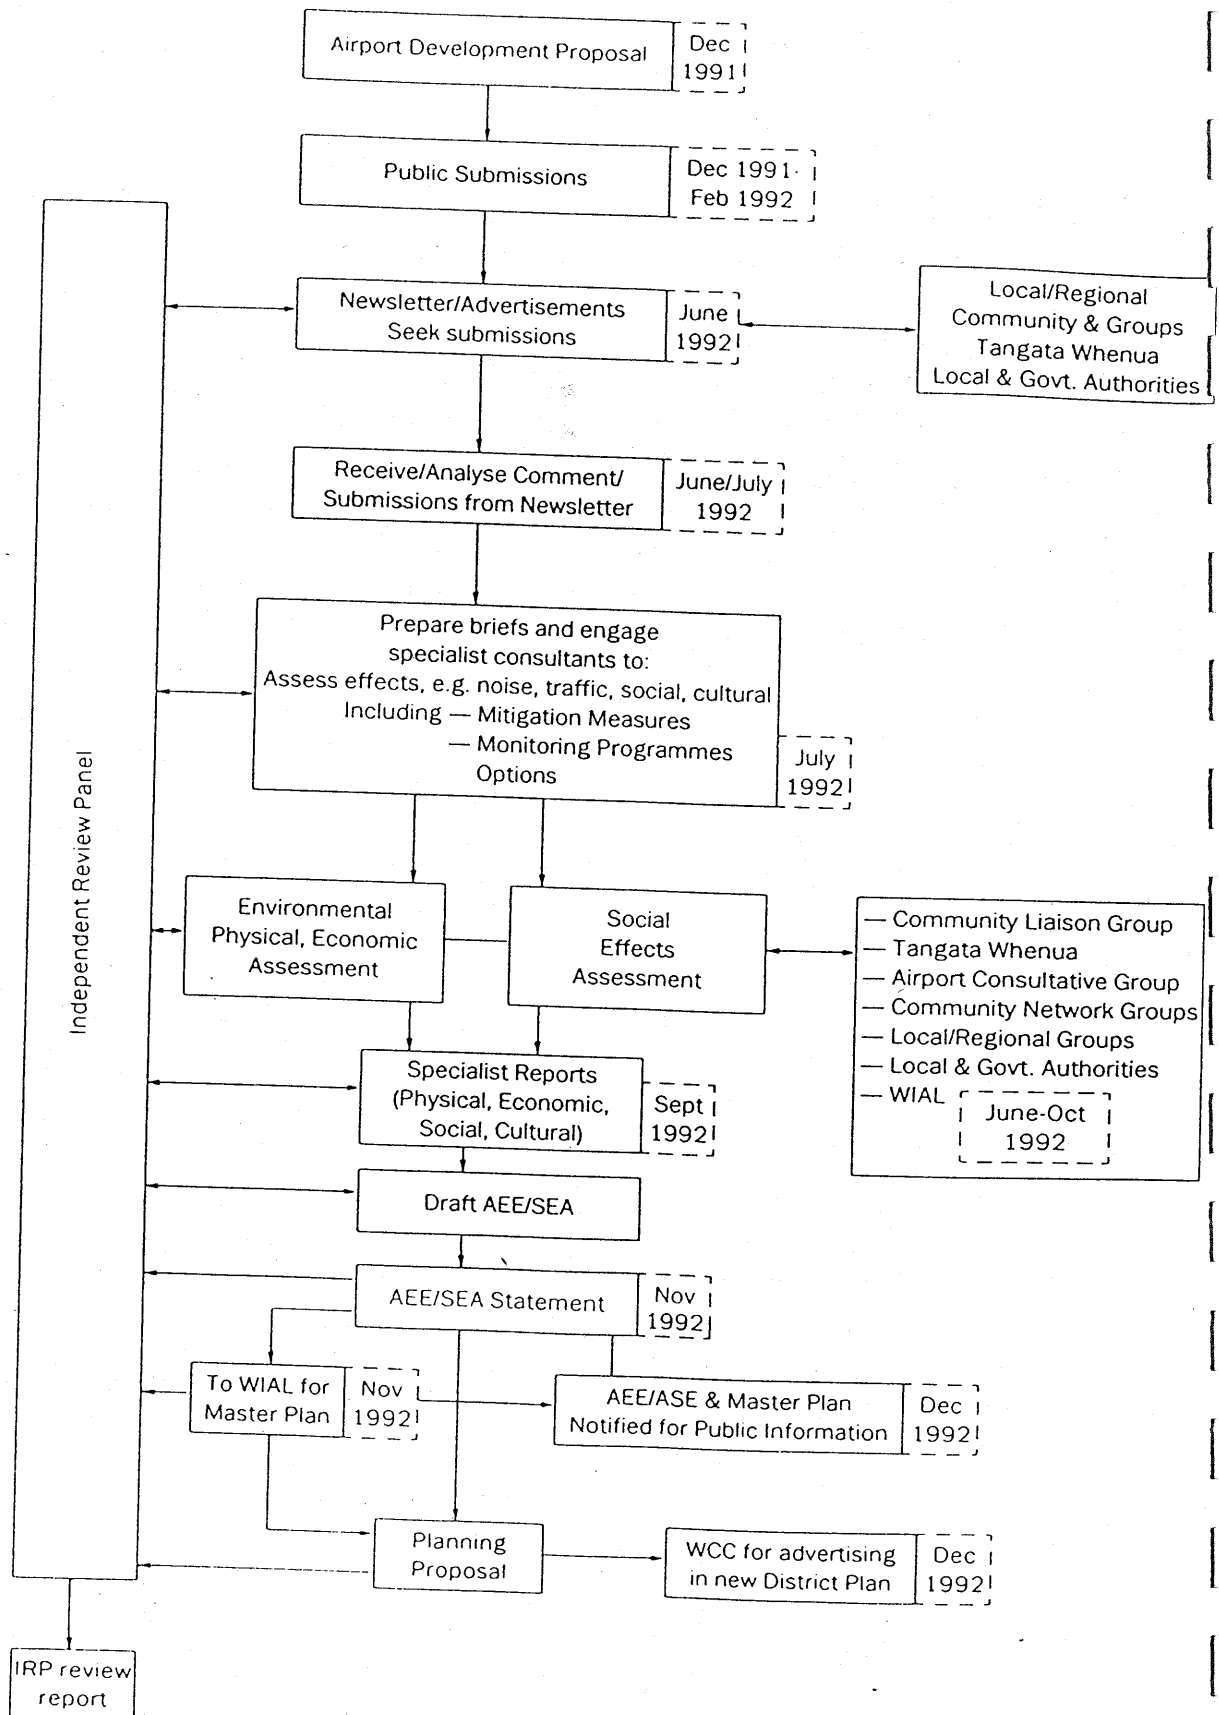 Airport Development Proposal
Dec
1991
Public Submissions
Dec 1991-
Feb 1992
Newsletter/Advertisements
Seek submissions
June
1992
Local/Regional
Community & Groups
Tangata Whenua
Local & Govt. Authorities
Receive/Analyse Comment/
Submissions from Newsletter
June/July
1992
Prepare briefs and engage
specialist consultants to:
Assess effects, e.g. noise, traffic, social, cultural
Including — Mitigation Measures
— Monitoring Programmes
Options
July
1992
Independent Review Panel
Environmental
Physical, Economic
Assessment
Social
Effects
Assessment
— Community Liaison Group
— Tangata Whenua
— Airport Consultative Group
— Community Network Groups
— Local/Regional Groups
— Local & Govt. Authorities
— WIAL
June-Oct
1992
Specialist Reports
(Physical, Economic,
Social, Cultural)
Sept
1992
Draft AEE/SEA
AEE/SEA Statement
Nov
1992
To WIAL for
Master Plan
Nov
1992
AEE/ASE & Master Plan
Notified for Public Information
Dec
1992
Planning
Proposal
WCC for advertising
in new District Plan
Dec
1992
IRP review
report